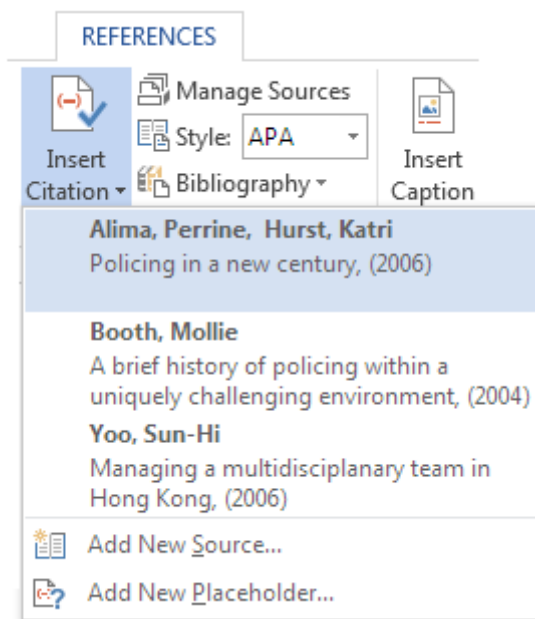 REFERENCES
Manage Sources
Style: APA
Insert
Citation
Bibliography
Insert
Caption
Alima, Perrine, Hurst, Katri
Policing in a new century, (2006)
Booth, Mollie
A brief history of policing within a
uniquely challenging environment, (2004)
Yoo, Sun-Hi
Managing a multidisciplanary team in
Hong Kong, (2006)
Add New Source...
Add New Placeholder...